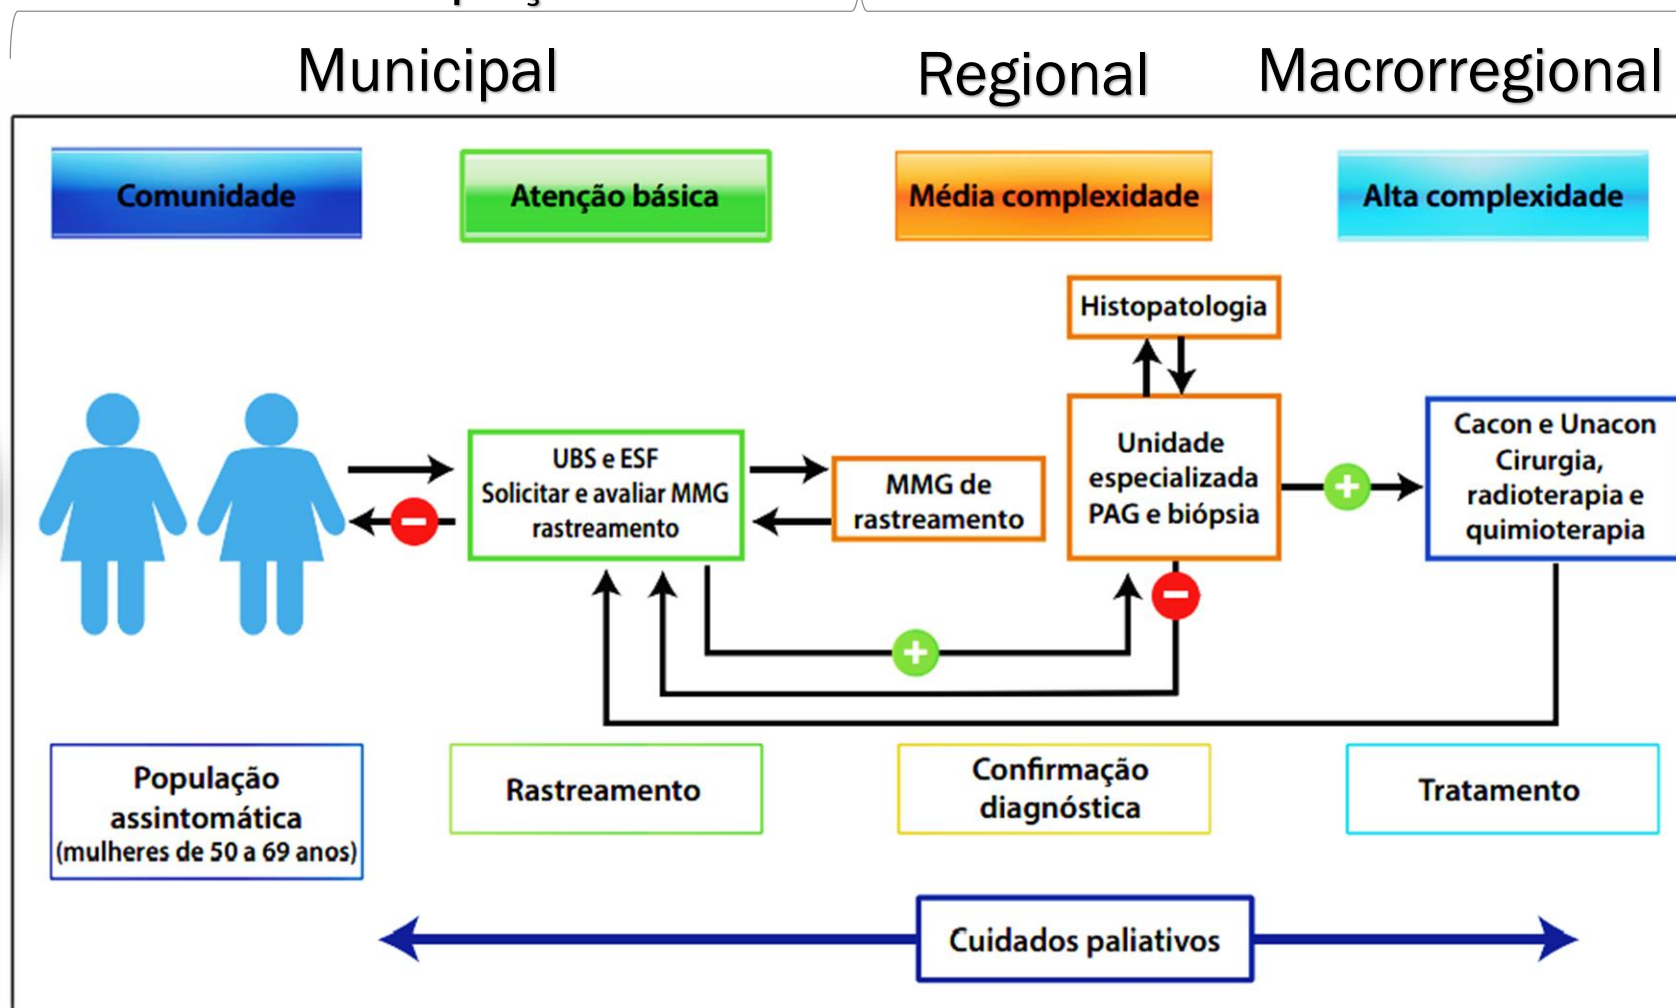 Municipal
Regional
Macrorregional
Comunidade
Atenção básica
Média complexidade
Alta complexidade
Histopatologia
UBS e ESF
Solicitar e avaliar MMG
rastreamento
MMG de
rastreamento
Unidade
especializada
PAG e biópsia
Cacon e Unacon
Cirurgia,
radioterapia e
quimioterapia
População
assintomática
(mulheres de 50 a 69 anos)
Rastreamento
Confirmação
diagnóstica
Tratamento
Cuidados paliativos